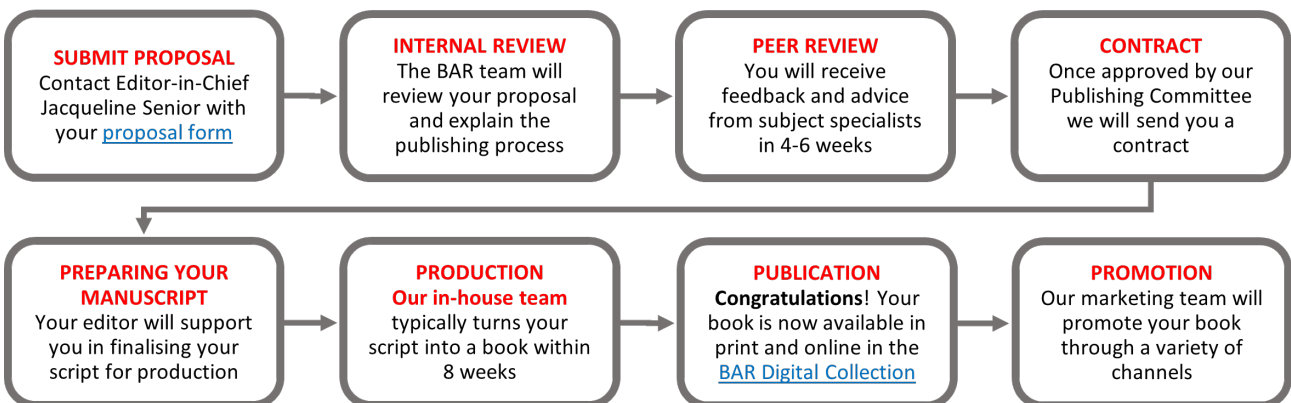 SUBMIT PROPOSAL
Contact Editor-in-Chief
Jacqueline Senior with
your proposal form
INTERNAL REVIEW
The BAR team will
review your proposal
and explain the
publishing process
PEER REVIEW
You will receive
feedback and advice
from subject specialists
in 4-6 weeks
CONTRACT
Once approved by our
Publishing Committee
we will send you a
contract
PREPARING YOUR
MANUSCRIPT
Your editor will support
you in finalising your
script for production
PRODUCTION
Our in-house team
typically turns your
script into a book within
8 weeks
PUBLICATION
Congratulations! Your
book is now available in
print and online in the
BAR Digital Collection
PROMOTION
Our marketing team will
promote your book
through a variety of
channels